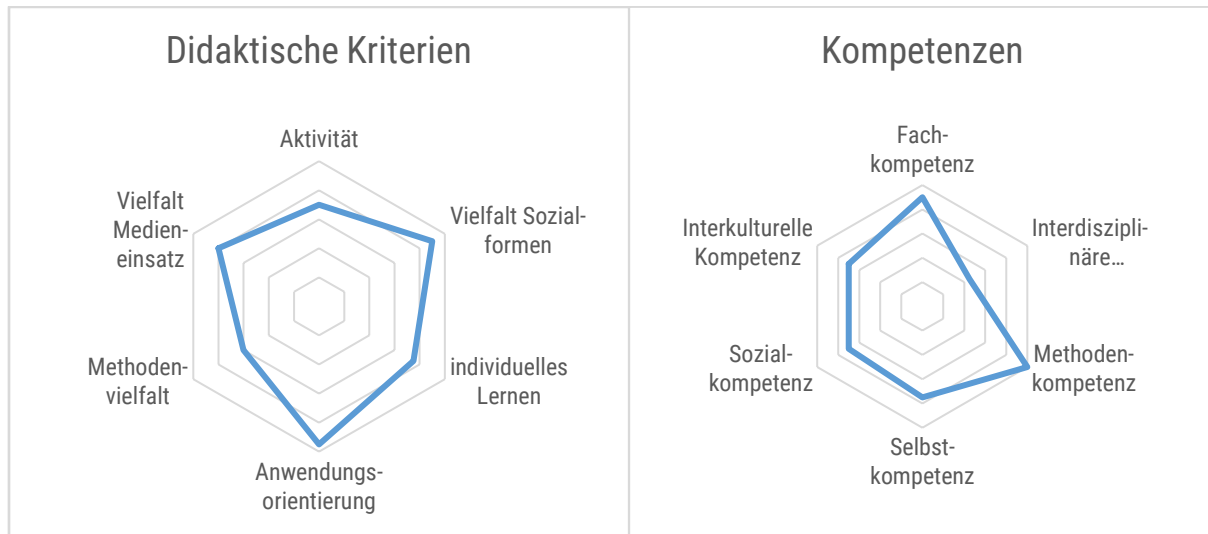 Didaktische Kriterien
Aktivität
Vielfalt Sozial-
formen
individuelles
Lernen
Anwendungs-
orientierung
Methoden-
vielfalt
Vielfalt
Medien-
einsatz
Kompetenzen
Fach-
kompetenz
Interdiszipli-
näre…
Methoden-
kompetenz
Selbst-
kompetenz
Sozial-
kompetenz
Interkulturelle
Kompetenz